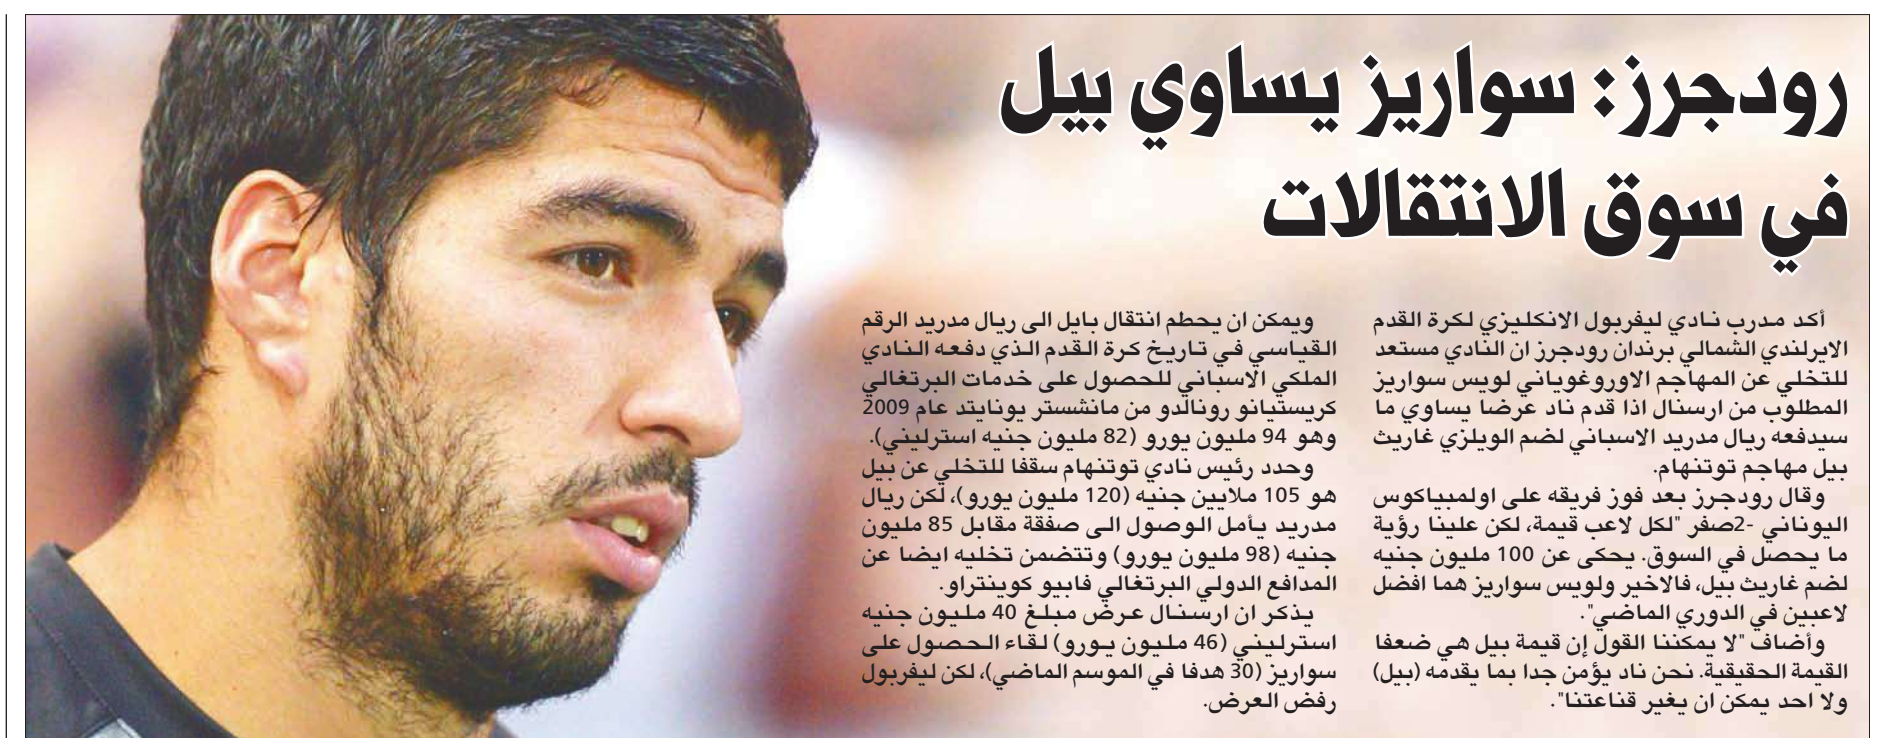 رودجرز: سواريز يساوي بيل
في سوق الانتقالات
أكد مدرب نادي ليفربول الانكليزي لكرة القدم
الايرلندي الشمالي برندان رودجرز ان النادي مستعد
للتخلي عن المهاجم الاوروغوياني لويس سواريز
المطلوب من ارسنال اذا قدم ناد عرضا يساوي ما
سيدفعه ريال مدريد الاسباني لضم الويلزي غاريث
بيل مهاجم توتنهام.
وقال رودجرز بعد فوز فريقه على اولمبياكوس
اليوناني -2صفر "لكل لاعب قيمة، لكن علينا رؤية
ما يحصل في السوق. يحكى عن 100 مليون جنيه
لضم غاريث بيل، فالاخير ولويس سواريز هما افضل
لاعبين في الدوري الماضي".
وأضاف "لا يمكننا القول إن قيمة بيل هي ضعفا
القيمة الحقيقية. نحن ناد يؤمن جدا بما يقدمه (بيل)
ولا احد يمكن ان يغير قناعتنا".
ويمكن ان يحطم انتقال بايل الى ريال مدريد الرقم
القياسي في تاريخ كرة القدم الذي دفعه النادي
الملكي الاسباني للحصول على خدمات البرتغالي
كريستيانو رونالدو من مانشستر يونايتد عام 2009
وهو 94 مليون يورو (82 مليون جنيه استرليني).
وحدد رئيس نادي توتنهام سقفا للتخلي عن بيل
هو 105 ملايين جنيه (120 مليون يورو)، لكن ريال
مدريد يأمل الوصول الى صفقة مقابل 85 مليون
جنيه (98 مليون يورو) وتتضمن تخليه ايضا عن
المدافع الدولي البرتغالي فابيو كوينتراو.
يذكر ان ارسنال عرض مبلغ 40 مليون جنيه
استرليني (46 مليون يورو) لقاء الحصول على
سواريز (30 هدفا في الموسم الماضي)، لكن ليفربول
رفض العرض.